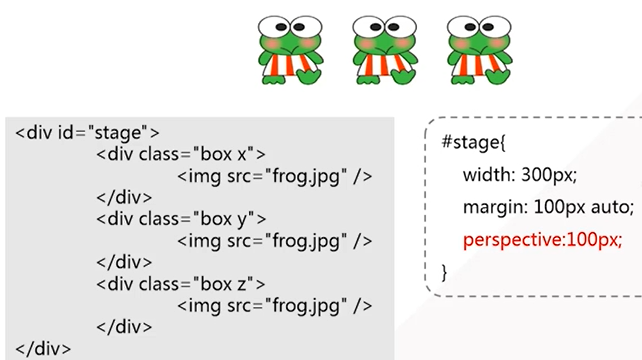 <div id="stage">
<div class="box x">
<img src="frog.jpg" />
</div>
<div class="box y">
<img src="frog.jpg" />
</div>
<div class="box z">
<img src="frog.jpg" />
</div>
</div>
#stage{
width: 300px;
margin: 100px auto;
perspective:100px;
}